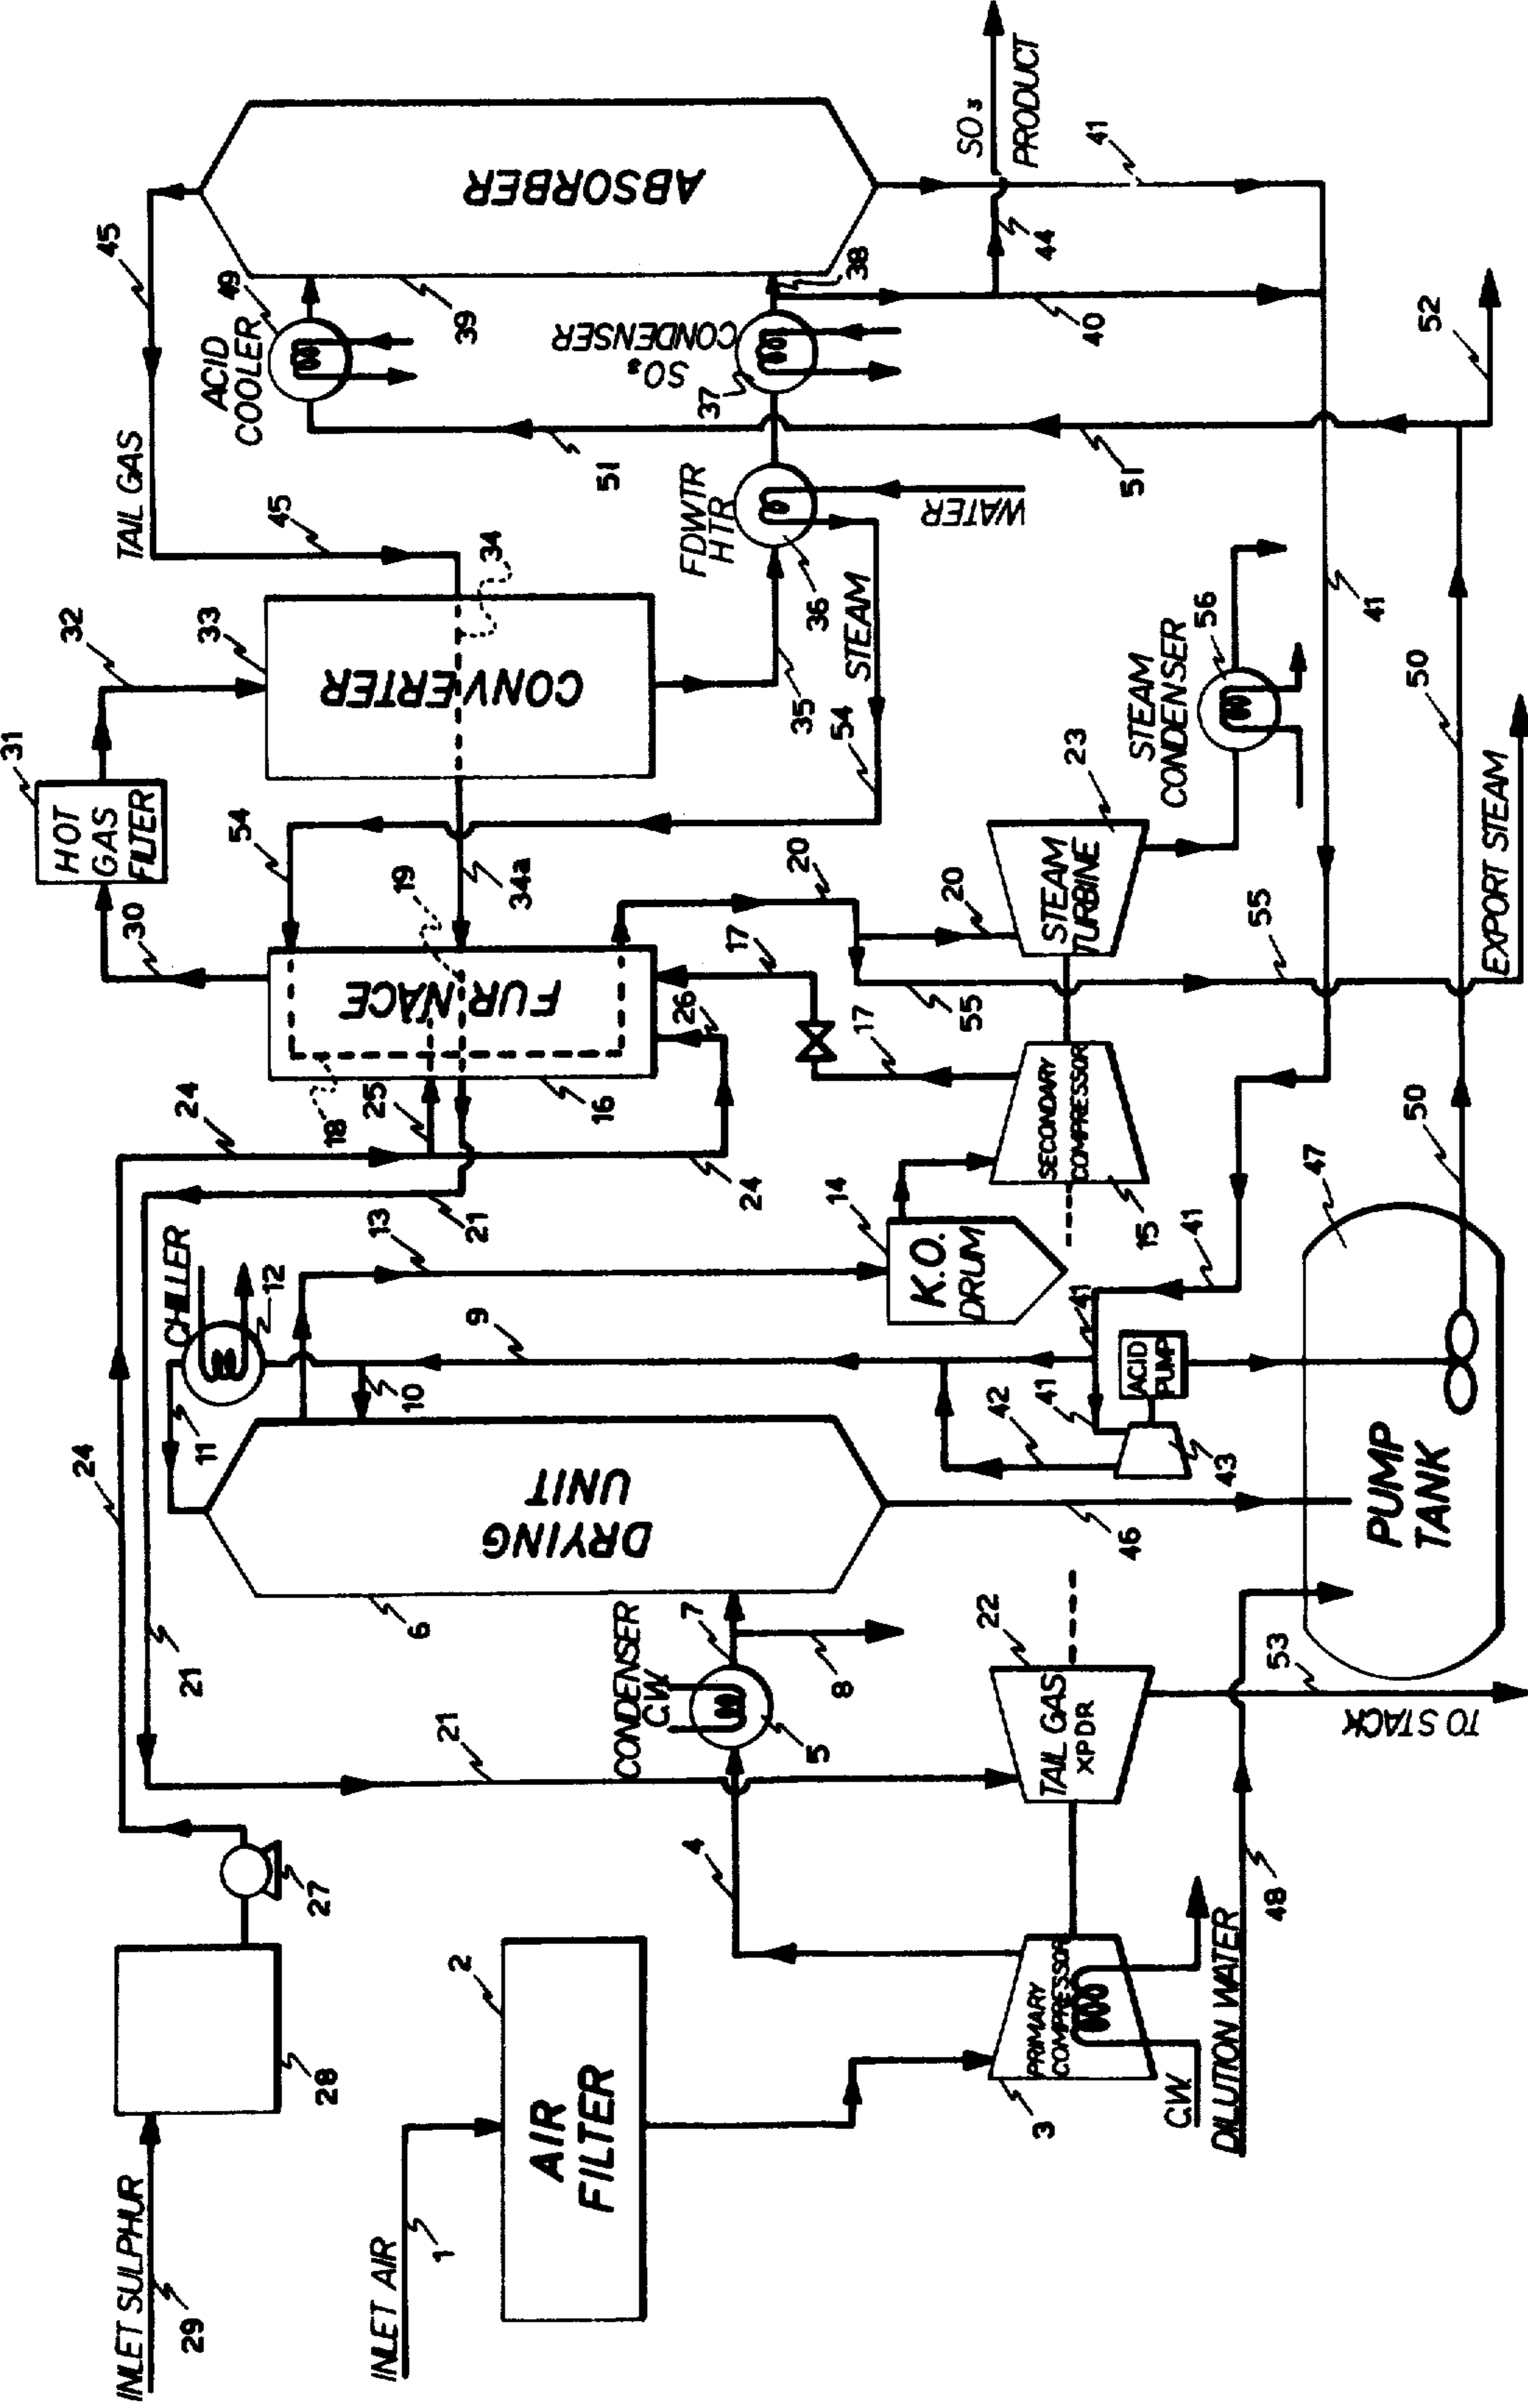 INLET SULPHUR
29
28
27
24
24
24
25
26
INLET AIR
1
2
AIR
FILTER
3
PRIMARY
COMPRESSOR
C.W.
DILUTION WATER
48
4
CONDENSER
C.W.
5
7
8
21
21
21
TAIL GAS
XPDR
22
53
TO STACK
6
DRYING
UNIT
46
11
CHILLER
12
10
9
13
14
K.O.
DRUM
42
41
41
41
43
ACID
PUMP
PUMP
TANK
47
50
50
15
SECONDARY
COMPRESSOR
17
17
16
18
19
FURNACE
30
31
HOT
GAS
FILTER
32
33
CONVERTER
34
34a
54
54
STEAM
20
20
STEAM
TURBINE
23
55
55
EXPORT STEAM
STEAM
CONDENSER
56
35
36
FDWTR
HTR
WATER
37
SO₃
CONDENSER
38
39
ACID
COOLER
49
51
51
52
40
41
41
44
SO₃
PRODUCT
ABSORBER
45
45
TAIL GAS